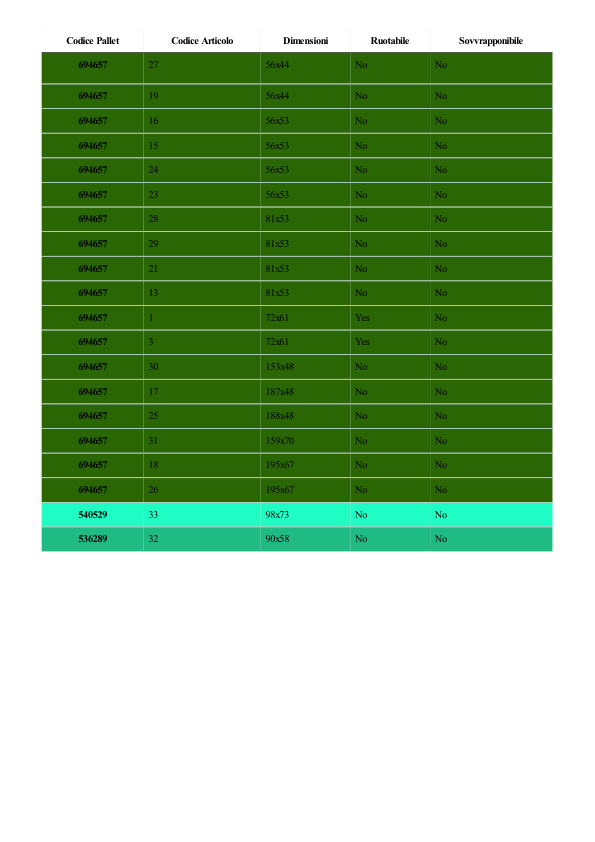 Codice Pallet Codice Articolo Dimensioni Ruotabile Sovvrapponibile
694657 27 56x44 No No
694657 19 56x44 No No
694657 16 56x53 No No
694657 15 56x53 No No
694657 24 56x53 No No
694657 23 56x53 No No
694657 28 81x53 No No
694657 29 81x53 No No
694657 21 81x53 No No
694657 13 81x53 No No
694657 1 72x61 Yes No
694657 3 72x61 Yes No
694657 30 153x48 No No
694657 17 187x48 No No
694657 25 188x48 No No
694657 31 159x70 No No
694657 18 195x67 No No
694657 26 195x67 No No
540529 33 98x73 No No
536289 32 90x58 No No